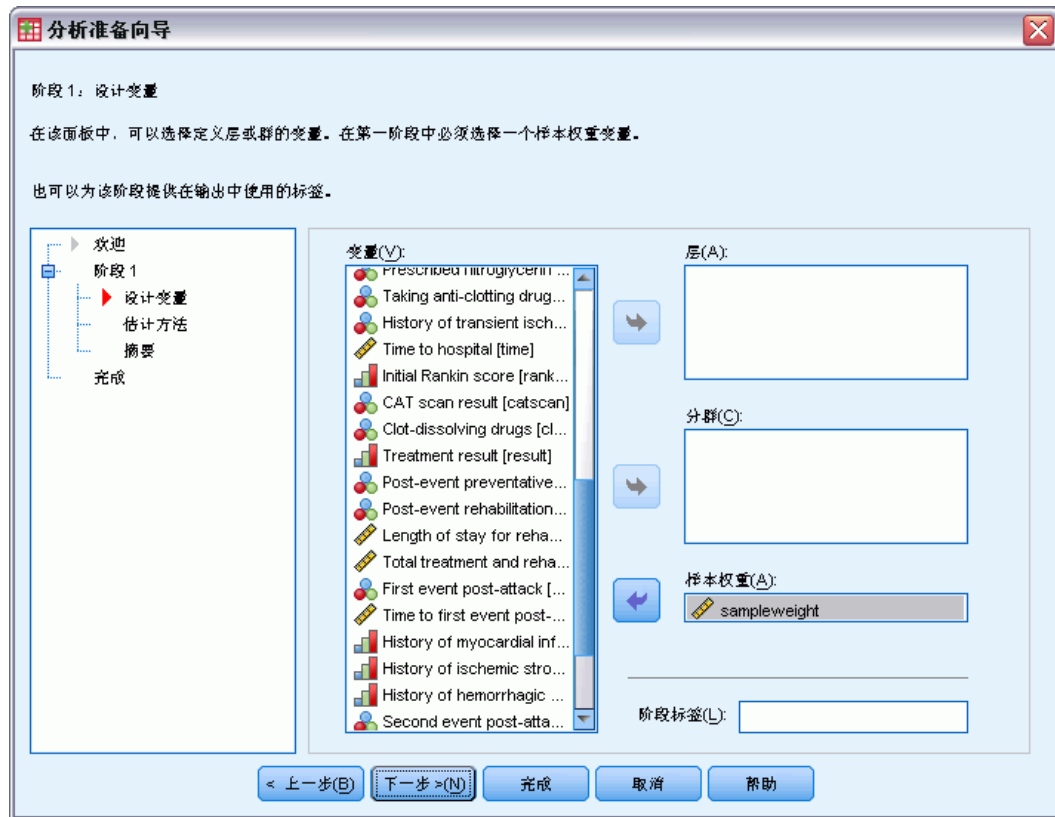 分析准备向导
阶段 1：设计变量
在该面板中，可以选择定义层或群的变量。在第一阶段中必须选择一个样本权重变量。
也可以为该阶段提供在输出中使用的标签。
欢迎
阶段 1
设计变量
估计方法
摘要
完成
变量(V):
Prescribed nitroglycerin ...
Taking anti-clotting drug...
History of transient isch...
Time to hospital [time]
Initial Rankin score [rank...
CAT scan result [catscan]
Clot-dissolving drugs [cl...
Treatment result [result]
Post-event preventative...
Post-event rehabilitation...
Length of stay for reha...
Total treatment and reha...
First event post-attack [...
Time to first event post-...
History of myocardial inf...
History of ischemic stro...
History of hemorrhagic ...
Second event post-atta...
层(A):
分群(C):
样本权重(A):
sampleweight
阶段标签(L):
< 上一步(B)
下一步 >(N)
完成
取消
帮助